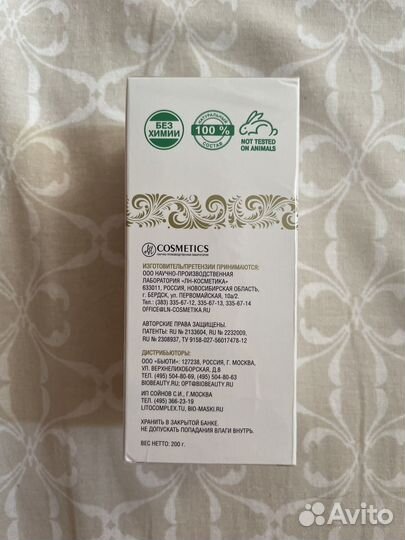 БЕЗ
ХИМИИ
НАТУРАЛЬНЫЙ
100 %
СОСТАВ
NOT TESTED
ON ANIMALS
COSMETICS
НАУЧНО-ПРОИЗВОДСТВЕННАЯ ЛАБОРАТОРИЯ
ИЗГОТОВИТЕЛЬ/ПРЕТЕНЗИИ ПРИНИМАЮТСЯ:
ООО НАУЧНО-ПРОИЗВОДСТВЕННАЯ
ЛАБОРАТОРИЯ «ЛН-КОСМЕТИКА»
633011, РОССИЯ, НОВОСИБИРСКАЯ ОБЛАСТЬ,
г. БЕРДСК, ул. ПЕРВОМАЙСКАЯ, 10а/2.
Тел.: (383) 335-67-12, 335-67-13, 335-67-14
OFFICE@LN-COSMETIKA.RU
АВТОРСКИЕ ПРАВА ЗАЩИЩЕНЫ.
ПАТЕНТЫ: RU № 2133604, RU № 2232009,
RU № 2308937, ТУ 9158-027-56017478-12
ДИСТРИБЬЮТОРЫ:
ООО «БЬЮТИ»: 127238, РОССИЯ, Г. МОСКВА,
УЛ. ВЕРХНЕЛИХОБОРСКАЯ, Д.8
ТЕЛ. (495) 504-80-69, (495) 504-80-63
BIOBEAUTY.RU; OPT@BIOBEAUTY.RU
ИП СОЙНОВ С.И., Г.МОСКВА
ТЕЛ. (495) 366-23-19
LITOCOMPLEX.TU, BIO-MASKI.RU
ХРАНИТЬ В ЗАКРЫТОЙ БАНКЕ.
НЕ ДОПУСКАТЬ ПОПАДАНИЯ ВЛАГИ ВНУТРЬ.
ВЕС НЕТТО: 200 г.
Avito